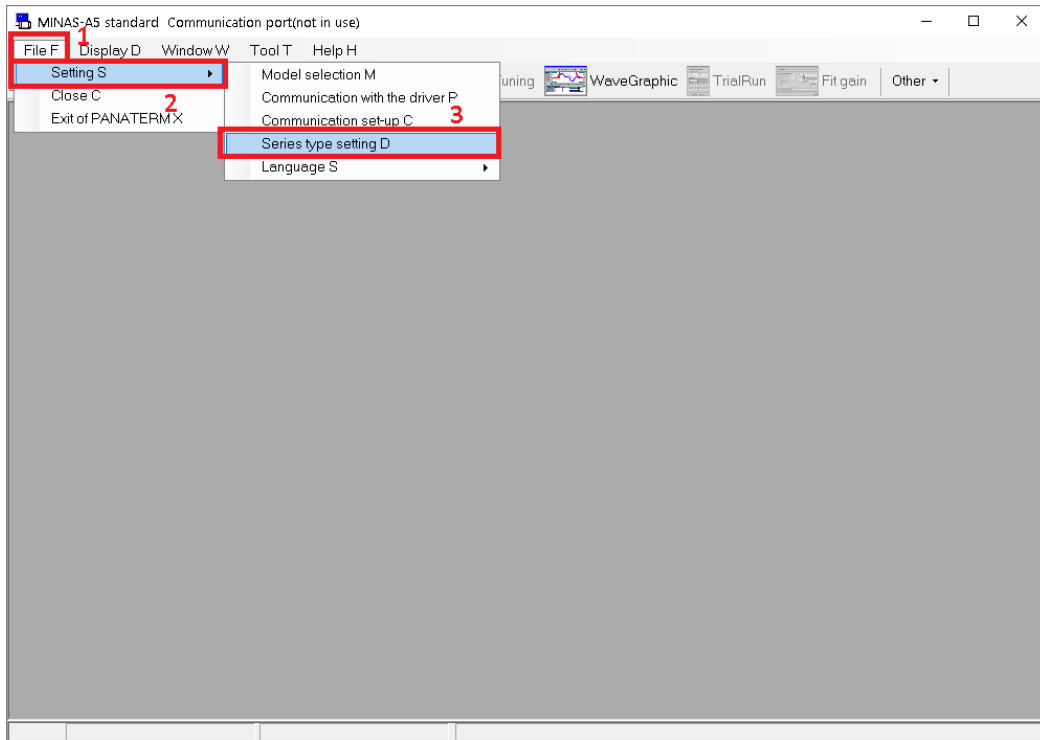 MINAS-A5 standard Communication port(not in use)
1
File F Display D Window W Tool T Help H
Setting S
Close C
Exit of PANATERM X
2
Model selection M
Communication with the driver P
Communication set-up C
3
Series type setting D
Language S
uning WaveGraphic TrialRun Fit gain Other